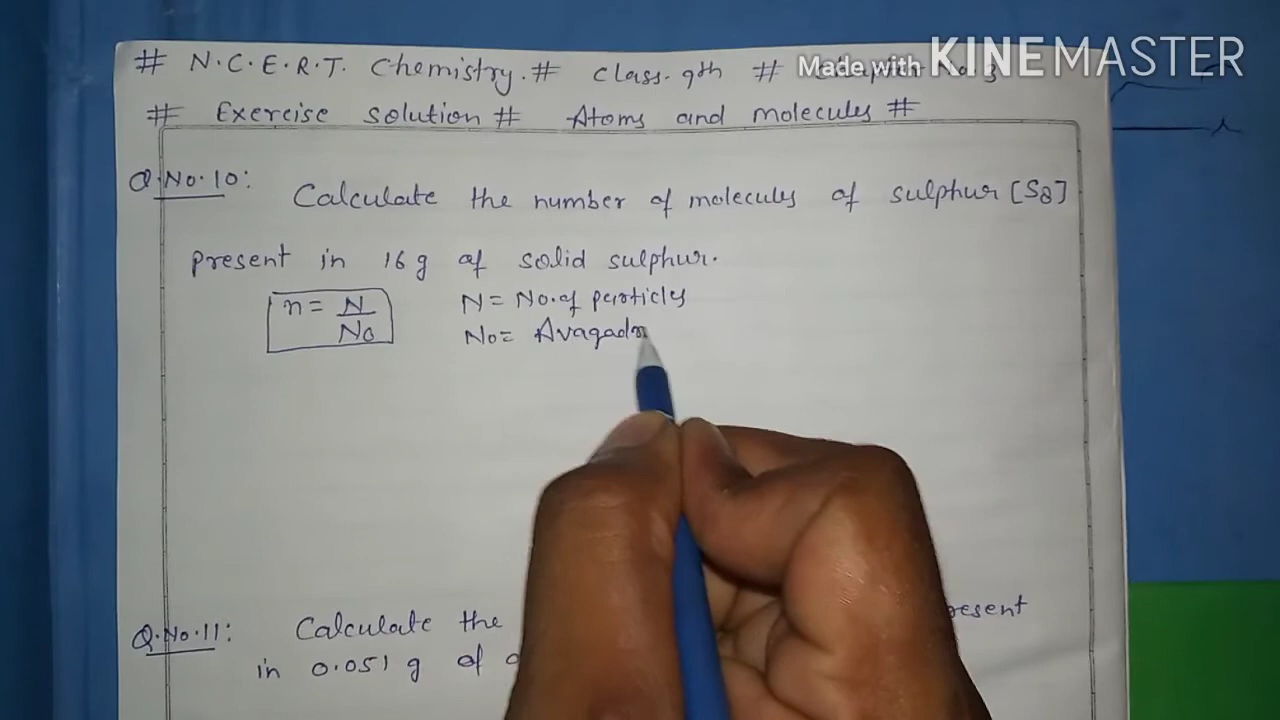 # N.C.E.R.T. Chemistry. # Class. 9th # 3
Made with KINEMASTER
# Exercise solution # Atoms and molecules #
Q.No.10: Calculate the number of molecules of sulphur [S8]
present in 16 g of solid sulphur.
n = N/No N = No. of particles
No = Avagadr
Q.No.11: Calculate the
in 0.051 g of